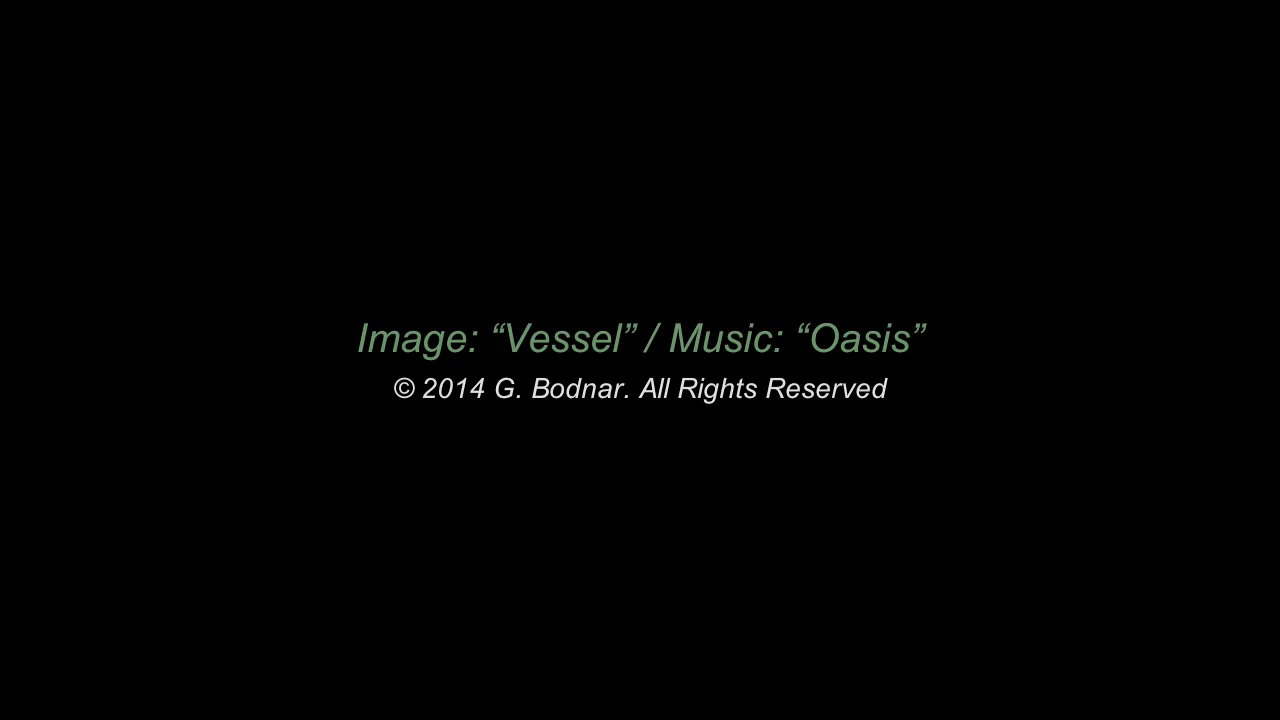 Image: “Vessel” / Music: “Oasis”
© 2014 G. Bodnar. All Rights Reserved